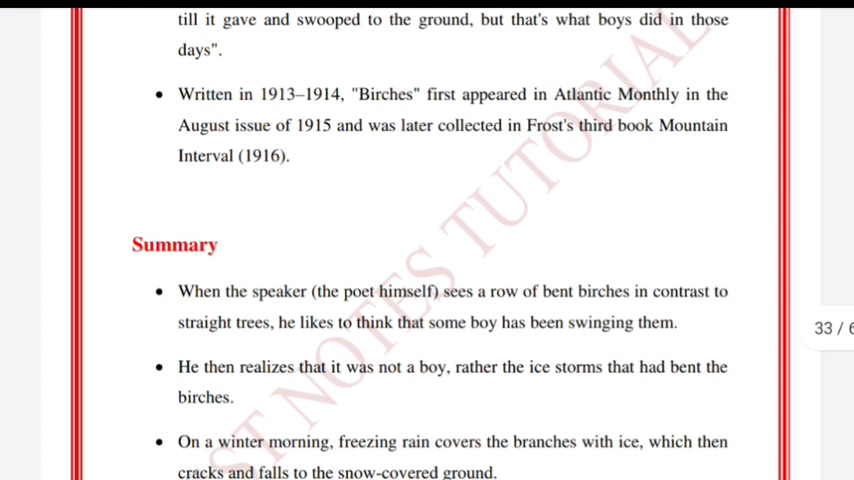 till it gave and swooped to the ground, but that's what boys did in those
days".
• Written in 1913–1914, "Birches" first appeared in Atlantic Monthly in the
August issue of 1915 and was later collected in Frost's third book Mountain
Interval (1916).
Summary
• When the speaker (the poet himself) sees a row of bent birches in contrast to
straight trees, he likes to think that some boy has been swinging them.
33 / 6
• He then realizes that it was not a boy, rather the ice storms that had bent the
birches.
• On a winter morning, freezing rain covers the branches with ice, which then
cracks and falls to the snow-covered ground.
ST NOTES TUTORIAL